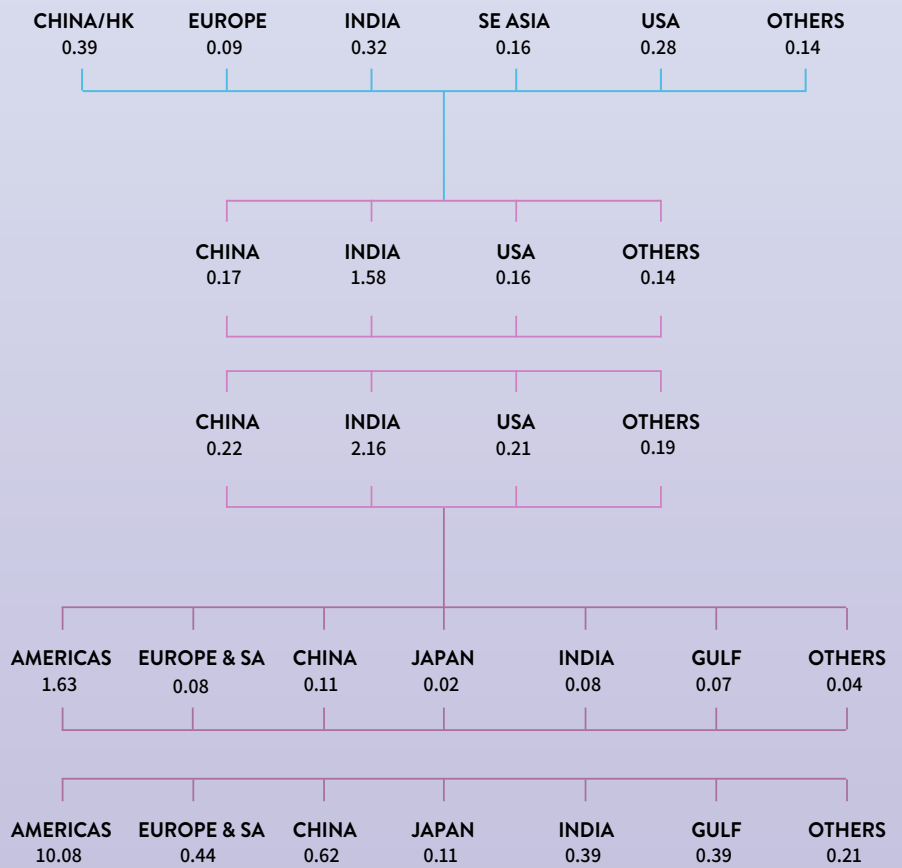 CHINA/HK EUROPE INDIA SE ASIA USA OTHERS
0.39 0.09 0.32 0.16 0.28 0.14
CHINA INDIA USA OTHERS
0.17 1.58 0.16 0.14
CHINA INDIA USA OTHERS
0.22 2.16 0.21 0.19
AMERICAS EUROPE & SA CHINA JAPAN INDIA GULF OTHERS
1.63 0.08 0.11 0.02 0.08 0.07 0.04
AMERICAS EUROPE & SA CHINA JAPAN INDIA GULF OTHERS
10.08 0.44 0.62 0.11 0.39 0.39 0.21